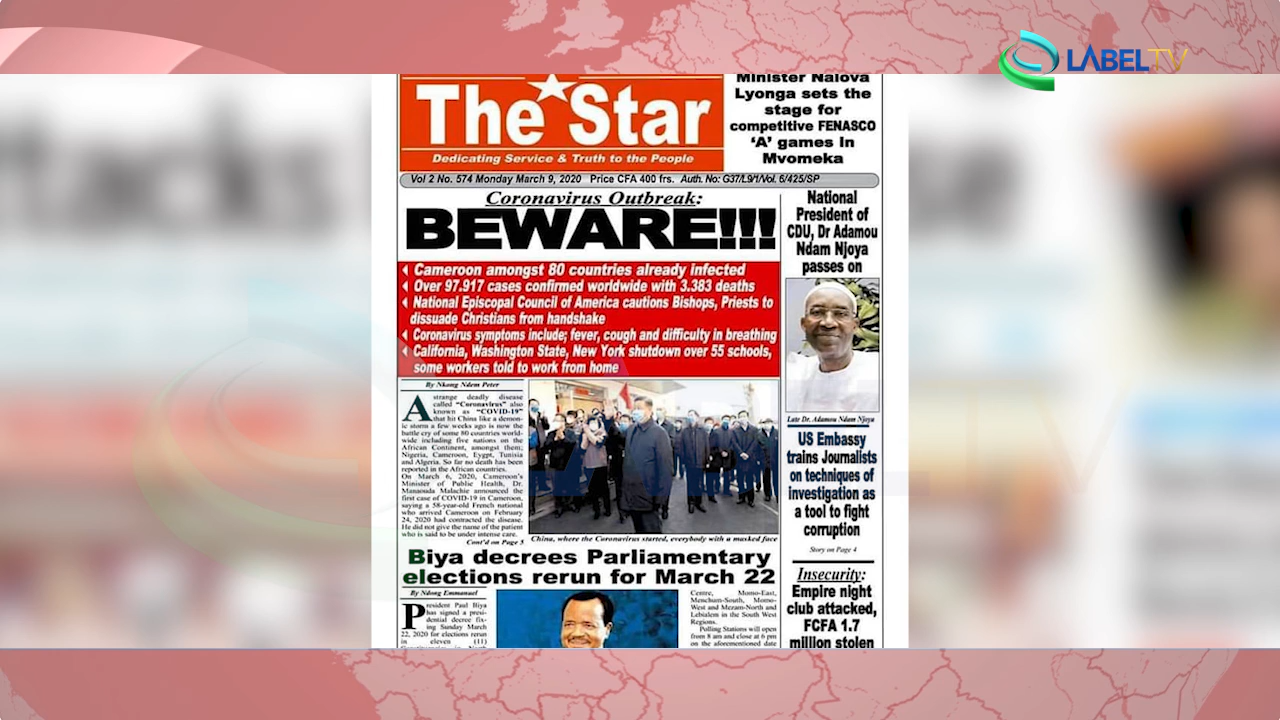 LABEL TV
Minister Nalova
Lyonga sets the
stage for
competitive FENASCO
‘A’ games In
Mvomeka
The Star
Dedicating Service & Truth to the People
Vol 2 No. 574 Monday March 9, 2020 Price CFA 400 frs. Auth. No: G37/L9/1/Vol. 6/425/SP
Coronavirus Outbreak:
BEWARE!!!
Cameroon amongst 80 countries already infected
Over 97.917 cases confirmed worldwide with 3.383 deaths
National Episcopal Council of America cautions Bishops, Priests to
dissuade Christians from handshake
Coronavirus symptoms include; fever, cough and difficulty in breathing
California, Washington State, New York shutdown over 55 schools,
some workers told to work from home
By Nkong Ndem Peter
A strange deadly disease
called “Coronavirus” also
known as “COVID-19”
that hit China like a demon-
ic storm a few weeks ago is now the
battle cry of some 80 countries world-
wide including five nations on the
African Continent, amongst them;
Nigeria, Cameroon, Eygpt, Tunisia
and Algeria. So far no death has been
reported in the African countries.
On March 6, 2020, Cameroon's
Minister of Public Health, Dr.
Manaouda Malachie announced the
first case of COVID-19 in Cameroon,
saying a 58-year-old French national
who arrived Cameroon on February
24, 2020 had contracted the disease.
He did not give the name of the patient
who is said to be under intense care.
Cont'd on Page 5
China, where the Coronavirus started, everybody with a masked face
National
President of
CDU, Dr Adamou
Ndam Njoya
passes on
Late Dr. Adamou Ndam Njoya
US Embassy
trains Journalists
on techniques of
investigation as
a tool to fight
corruption
Story on Page 4
Insecurity:
Empire night
club attacked,
FCFA 1.7
million stolen
Biya decrees Parliamentary
elections rerun for March 22
By Ndong Emmanuel
President Paul Biya
has signed a presi-
dential decree fix-
ing Sunday March
22, 2020 for elections rerun
in eleven (11)
Centre, Momo-East,
Menchum-South, Momo-
West and Mezam-North and
Lebialem in the South West
Regions.
Polling Stations will open
from 8 am and close at 6 pm
on the aforementioned date